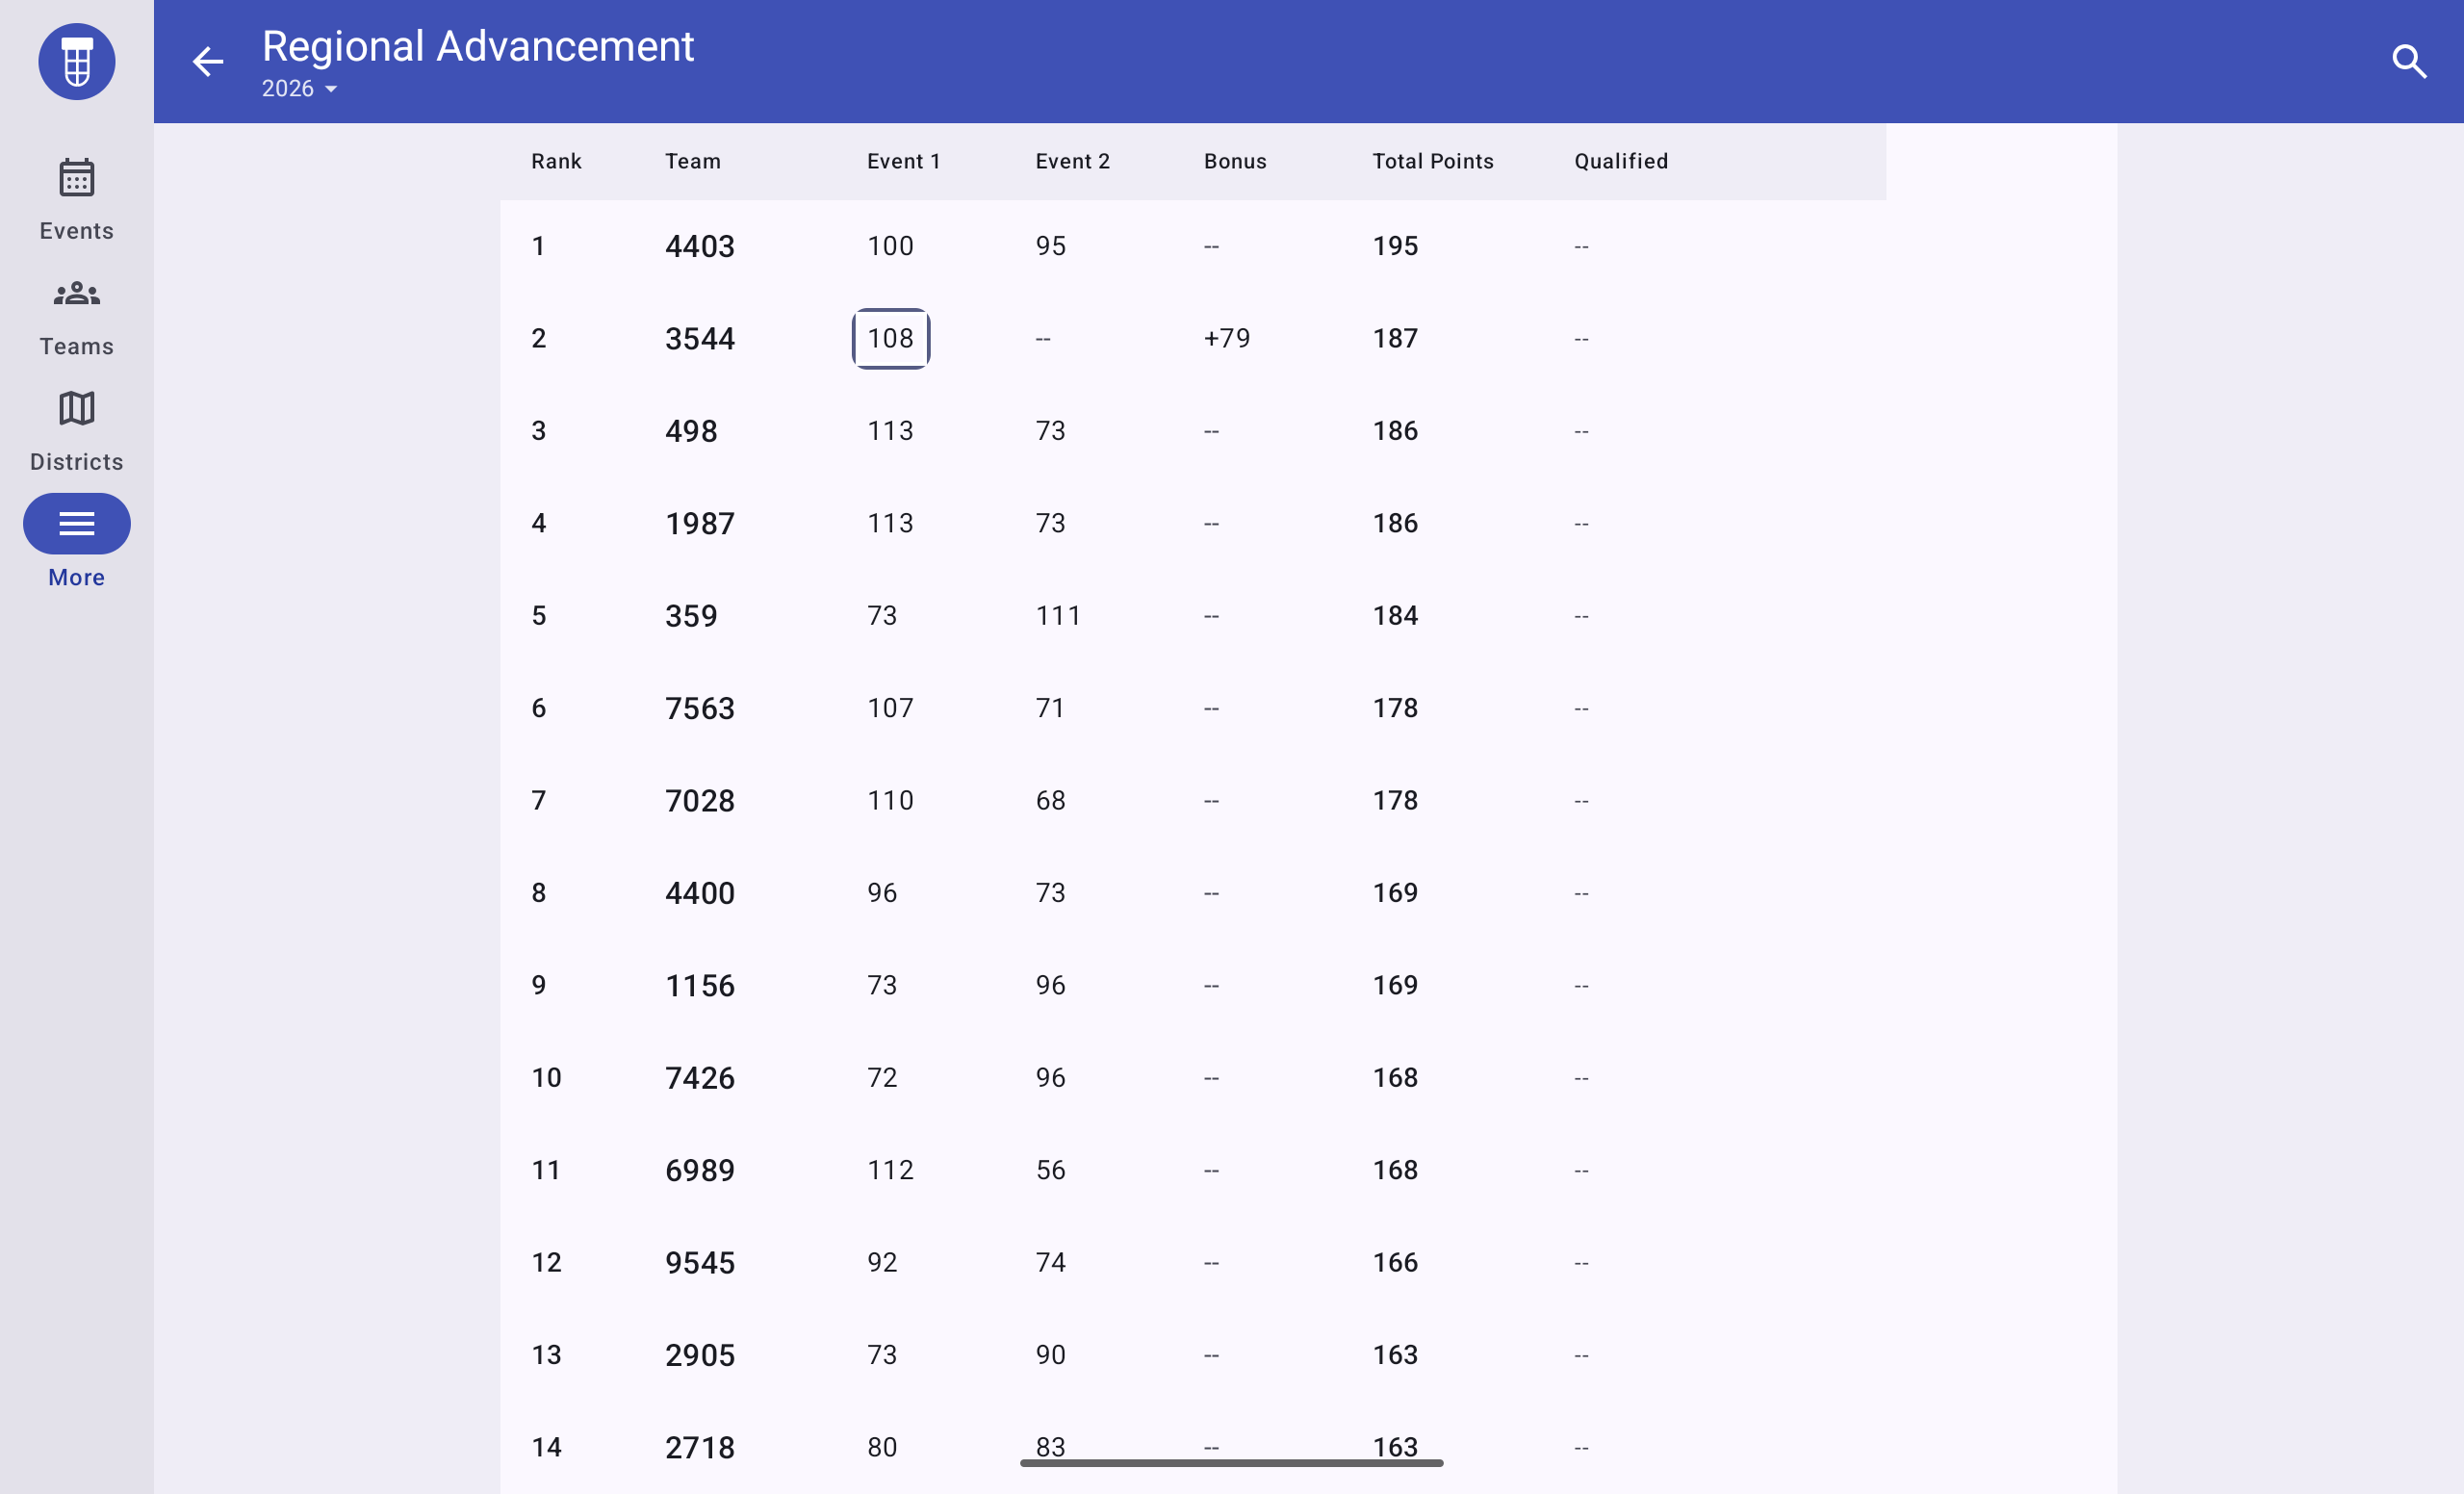 Regional Advancement
2026
Events
Teams
Districts
More
Rank Team Event 1 Event 2 Bonus Total Points Qualified
1 4403 100 95 -- 195 --
2 3544 108 -- +79 187 --
3 498 113 73 -- 186 --
4 1987 113 73 -- 186 --
5 359 73 111 -- 184 --
6 7563 107 71 -- 178 --
7 7028 110 68 -- 178 --
8 4400 96 73 -- 169 --
9 1156 73 96 -- 169 --
10 7426 72 96 -- 168 --
11 6989 112 56 -- 168 --
12 9545 92 74 -- 166 --
13 2905 73 90 -- 163 --
14 2718 80 83 -- 163 --